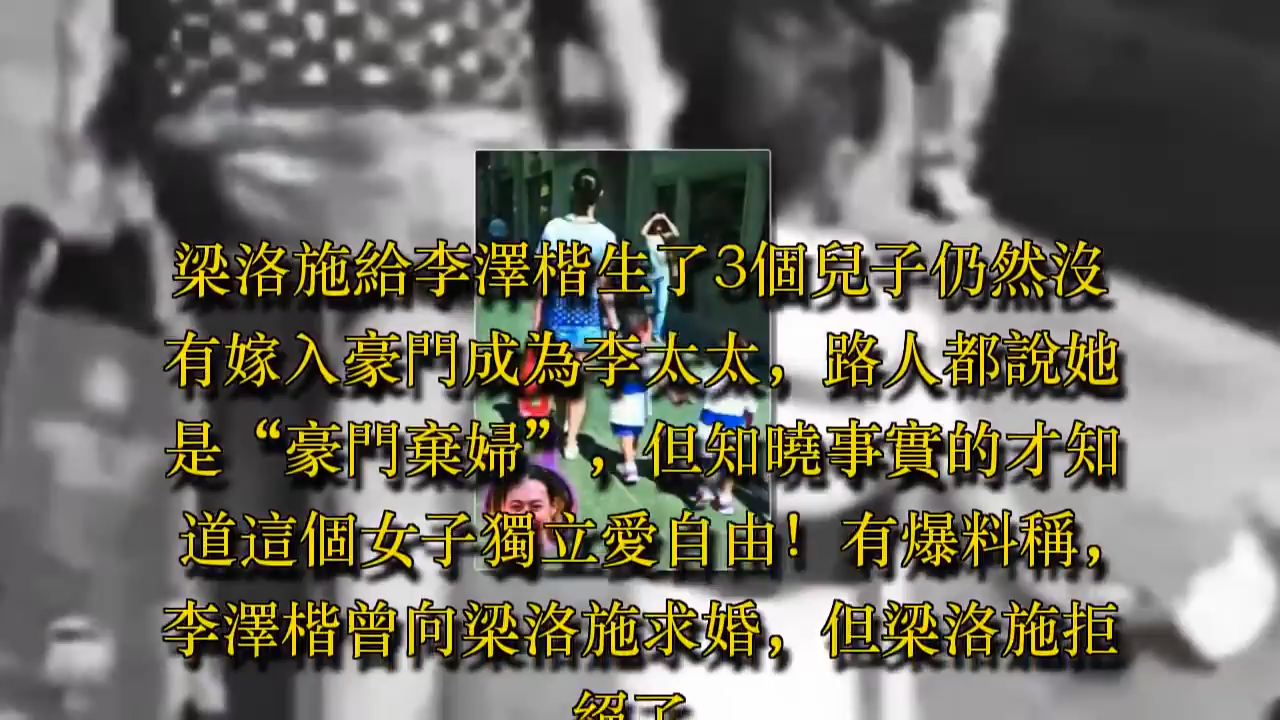 梁洛施給李澤楷生了3個兒子仍然沒
有嫁入豪門成為李太太，路人都說她
是“豪門棄婦”，但知曉事實的才知
道這個女子獨立愛自由！有爆料稱，
李澤楷曾向梁洛施求婚，但梁洛施拒
絕了